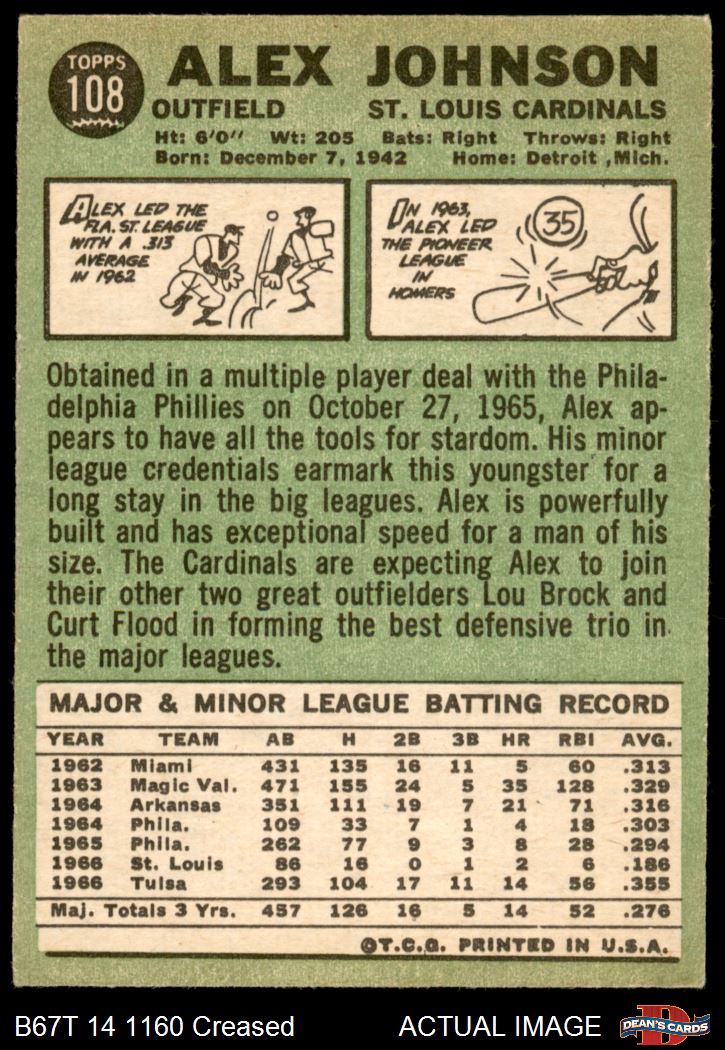 TOPPS
108
ALEX JOHNSON
OUTFIELD ST. LOUIS CARDINALS
Ht: 6'0" Wt: 205 Bats: Right Throws: Right
Born: December 7, 1942 Home: Detroit ,Mich.
ALEX LED THE
FLA. ST. LEAGUE
WITH A .313
AVERAGE
IN 1962
IN 1963,
ALEX LED
THE PIONEER
LEAGUE
IN
HOMERS
35
Obtained in a multiple player deal with the Phila-
delphia Phillies on October 27, 1965, Alex ap-
pears to have all the tools for stardom. His minor
league credentials earmark this youngster for a
long stay in the big leagues. Alex is powerfully
built and has exceptional speed for a man of his
size. The Cardinals are expecting Alex to join
their other two great outfielders Lou Brock and
Curt Flood in forming the best defensive trio in
the major leagues.
MAJOR & MINOR LEAGUE BATTING RECORD
YEAR TEAM AB H 2B 3B HR RBI AVG.
1962 Miami 431 135 16 11 5 60 .313
1963 Magic Val. 471 155 24 5 35 128 .329
1964 Arkansas 351 111 19 7 21 71 .316
1964 Phila. 109 33 7 1 4 18 .303
1965 Phila. 262 77 9 3 8 28 .294
1966 St. Louis 86 16 0 1 2 6 .186
1966 Tulsa 293 104 17 11 14 56 .355
Maj. Totals 3 Yrs. 457 126 16 5 14 52 .276
©T.C.G. PRINTED IN U.S.A.
B67T 14 1160 Creased ACTUAL IMAGE
D
DEAN'S CARDS